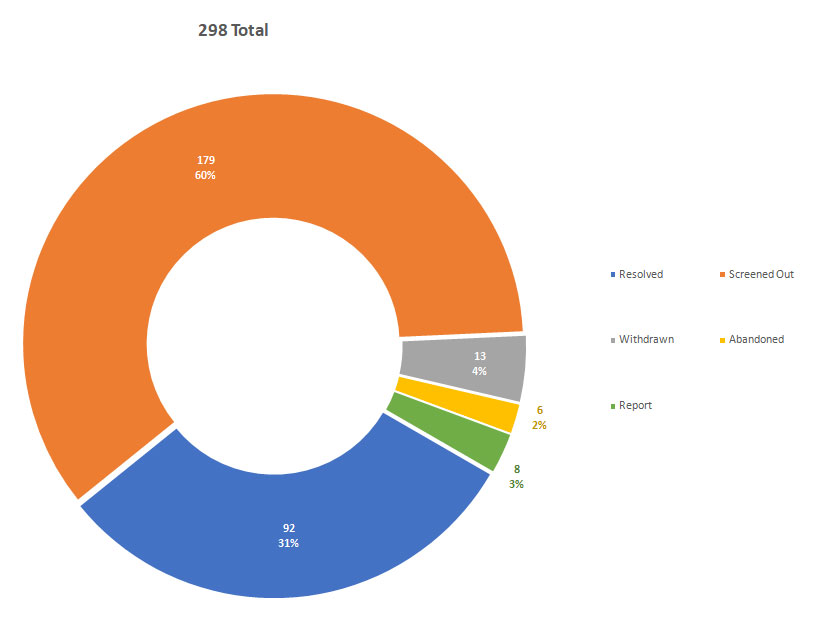 298 Total
179
60%
13
4%
6
2%
8
3%
92
31%
Resolved
Screened Out
Withdrawn
Abandoned
Report